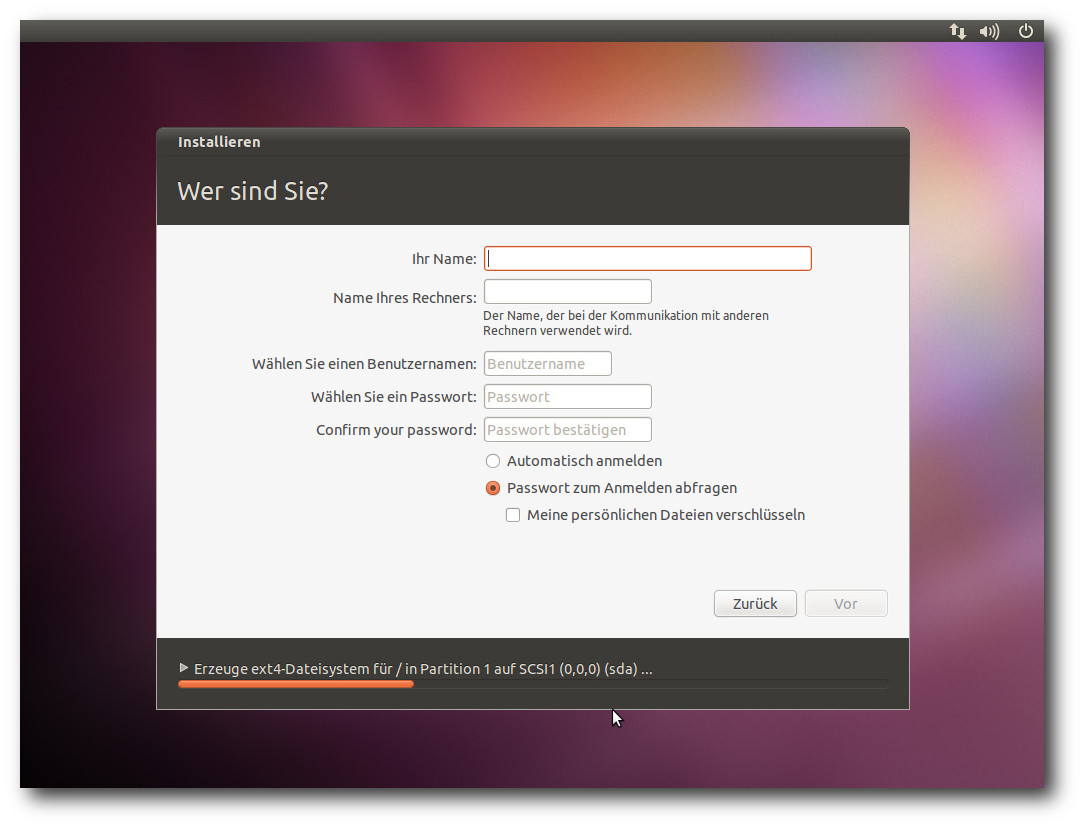 Installieren
Wer sind Sie?
Ihr Name:
Name Ihres Rechners:
Der Name, der bei der Kommunikation mit anderen
Rechnern verwendet wird.
Wählen Sie einen Benutzernamen: Benutzername
Wählen Sie ein Passwort: Passwort
Confirm your password: Passwort bestätigen
Automatisch anmelden
Passwort zum Anmelden abfragen
Meine persönlichen Dateien verschlüsseln
Zurück Vor
Erzeuge ext4-Dateisystem für / in Partition 1 auf SCSI1 (0,0,0) (sda) ...